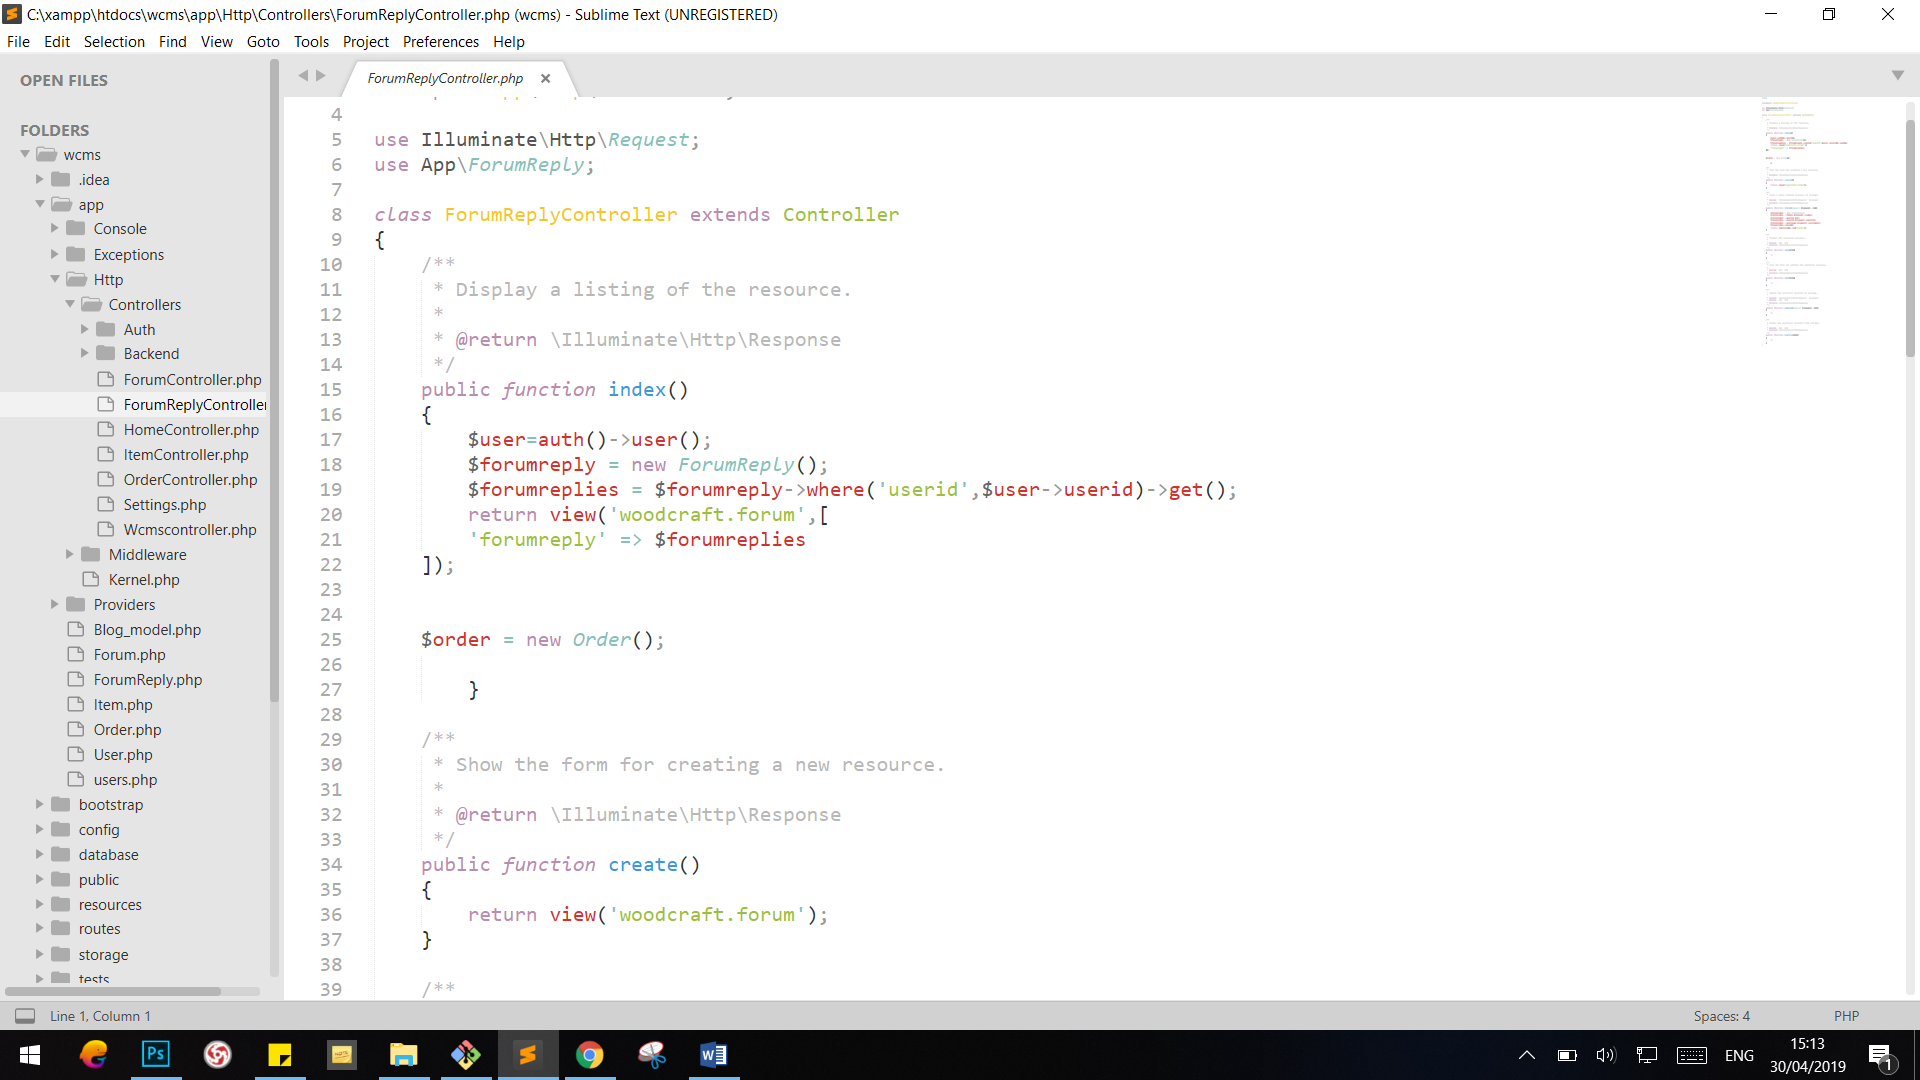 C:\xampp\htdocs\wcms\app\Http\Controllers\ForumReplyController.php (wcms) - Sublime Text (UNREGISTERED)
File Edit Selection Find View Goto Tools Project Preferences Help
OPEN FILES
FOLDERS
wcms
.idea
app
Console
Exceptions
Http
Controllers
Auth
Backend
ForumController.php
ForumReplyController
HomeController.php
ItemController.php
OrderController.php
Settings.php
Wcmscontroller.php
Middleware
Kernel.php
Providers
Blog_model.php
Forum.php
ForumReply.php
Item.php
Order.php
User.php
users.php
bootstrap
config
database
public
resources
routes
storage
tests
ForumReplyController.php
4
5 use Illuminate\Http\Request;
6 use App\ForumReply;
7
8 class ForumReplyController extends Controller
9 {
10 /**
11 * Display a listing of the resource.
12 *
13 * @return \Illuminate\Http\Response
14 */
15 public function index()
16 {
17 $user=auth()->user();
18 $forumreply = new ForumReply();
19 $forumreplies = $forumreply->where('userid',$user->userid)->get();
20 return view('woodcraft.forum',[
21 'forumreply' => $forumreplies
22 ]);
23
24
25 $order = new Order();
26
27 }
28
29 /**
30 * Show the form for creating a new resource.
31 *
32 * @return \Illuminate\Http\Response
33 */
34 public function create()
35 {
36 return view('woodcraft.forum');
37 }
38
39 /**
Line 1, Column 1
Spaces: 4
PHP
Ps
W
ENG
15:13
30/04/2019
1